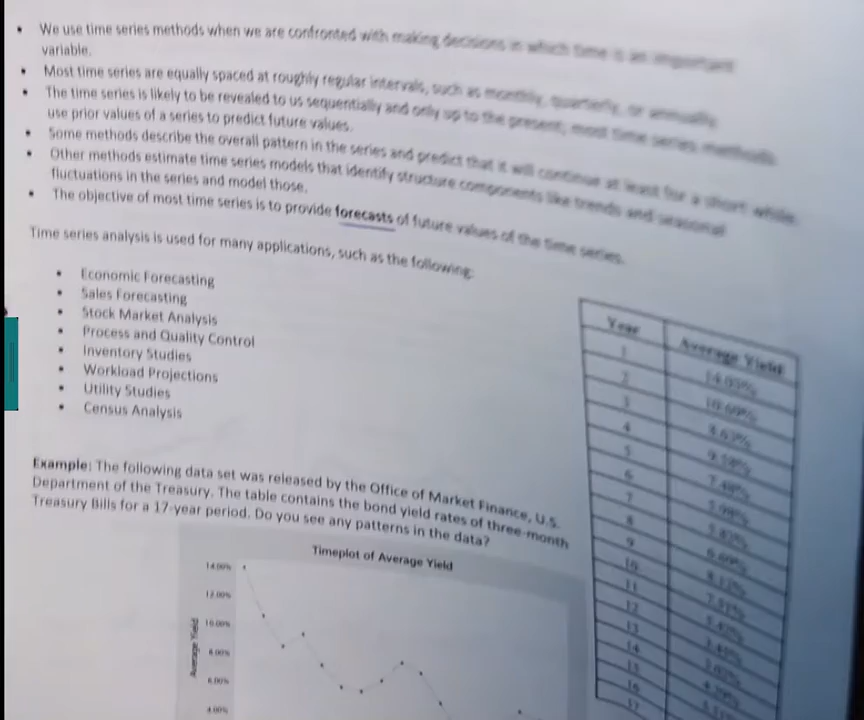 • We use time series methods when we are confronted with making decisions in which time is an important
variable.
• Most time series are equally spaced at roughly regular intervals, such as monthly, quarterly, or annually.
• The time series is likely to be revealed to us sequentially and only up to the present; most time series methods
use prior values of a series to predict future values.
• Some methods describe the overall pattern in the series and predict that it will continue at least for a short while.
• Other methods estimate time series models that identify structure components like trends and seasonal
fluctuations in the series and model those.
• The objective of most time series is to provide forecasts of future values of the time series.
Time series analysis is used for many applications, such as the following:
• Economic Forecasting
• Sales Forecasting
• Stock Market Analysis
• Process and Quality Control
• Inventory Studies
• Workload Projections
• Utility Studies
• Census Analysis
Example: The following data set was released by the Office of Market Finance, U.S.
Department of the Treasury. The table contains the bond yield rates of three-month
Treasury Bills for a 17-year period. Do you see any patterns in the data?
Year Average Yield
1
2
3
4
5
6
7
8
9
10
11
12
13
14
15
16
17
Timeplot of Average Yield
Average Yield
14.00%
12.00%
10.00%
8.00%
6.00%
4.00%